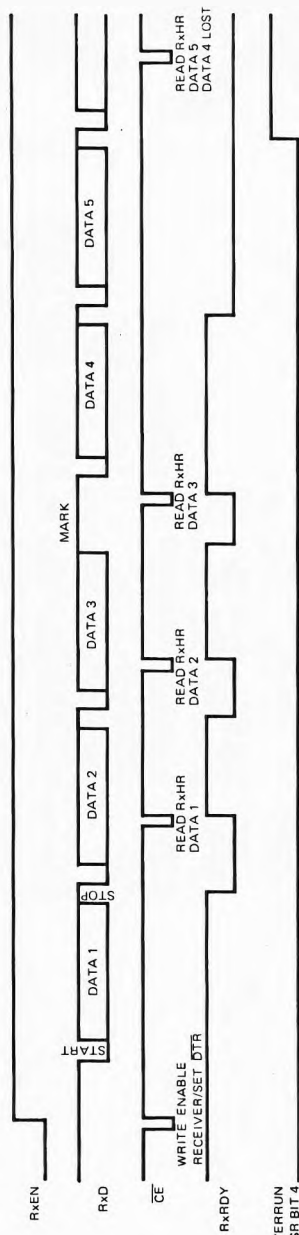 RxEN
RxD
START
DATA 1
STOP
DATA 2
DATA 3
MARK
DATA 4
DATA 5
CE
WRITE ENABLE
RECEIVER/SET DTR
READ RxHR
DATA 1
READ RxHR
DATA 2
READ RxHR
DATA 3
READ RxHR
DATA 5
DATA 4 LOST
RxRDY
ERRUN
SR BIT 4